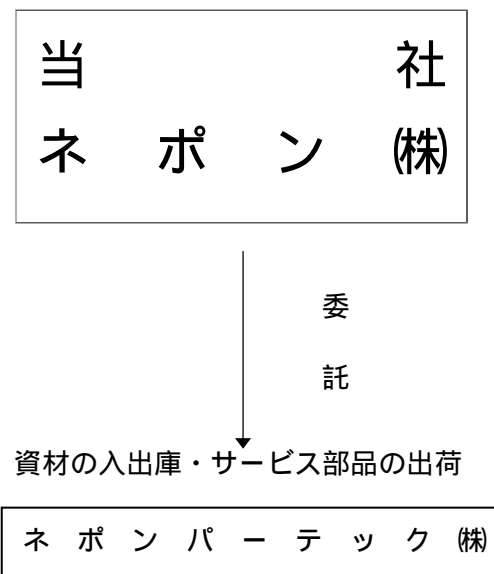 当社
ネポン㈱
委
託
資材の入出庫・サービス部品の出荷
ネポンパーテック㈱